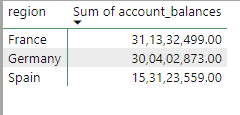 region Sum of account_balances
France 31,13,32,499.00
Germany 30,04,02,873.00
Spain 15,31,23,559.00